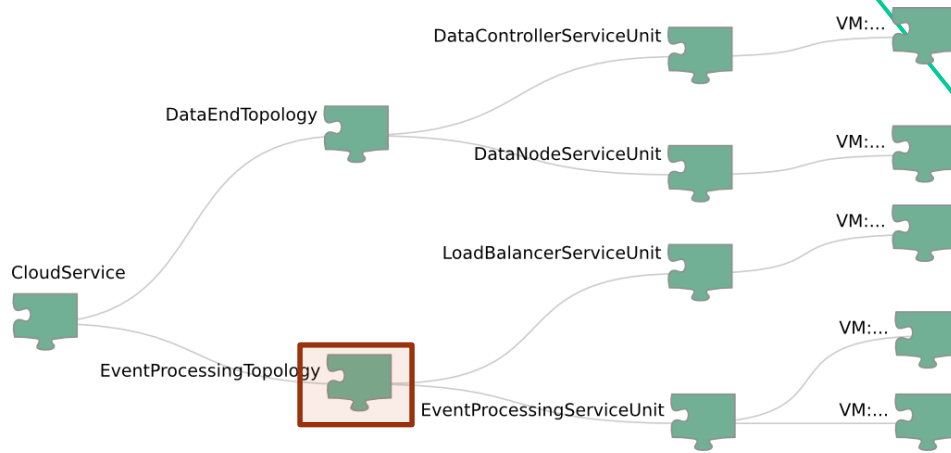 DataControllerServiceUnit
VM:...
DataEndTopology
DataNodeServiceUnit
VM:...
LoadBalancerServiceUnit
VM:...
CloudService
EventProcessingTopology
VM:...
EventProcessingServiceUnit
VM:...